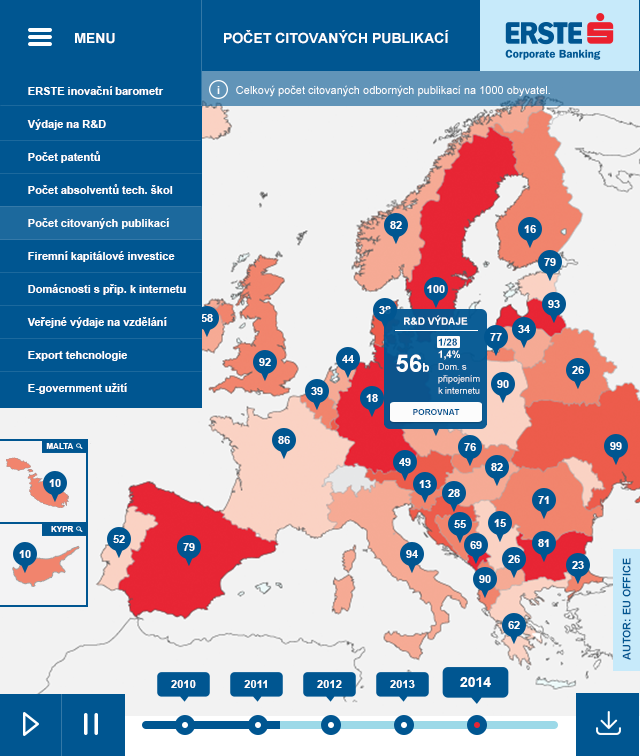 MENU
POČET CITOVANÝCH PUBLIKACÍ
ERSTE
Corporate Banking
i Celkový počet citovaných odborných publikací na 1000 obyvatel.
ERSTE inovační barometr
Výdaje na R&D
Počet patentů
Počet absolventů tech. škol
Počet citovaných publikací
Firemní kapitálové investice
Domácnosti s příp. k internetu
Veřejné výdaje na vzdělání
Export tehcnologie
E-government užití
82
16
79
100
93
58
38
34
77
R&D VÝDAJE
56b
1/28
1,4%
Dom. s
připojením
k internetu
POROVNAT
92
44
26
39
18
90
86
99
76
49
82
MALTA
10
13
28
71
KYPR
10
52
79
55
15
94
69
81
26
23
90
62
AUTOR: EU OFFICE
2010
2011
2012
2013
2014